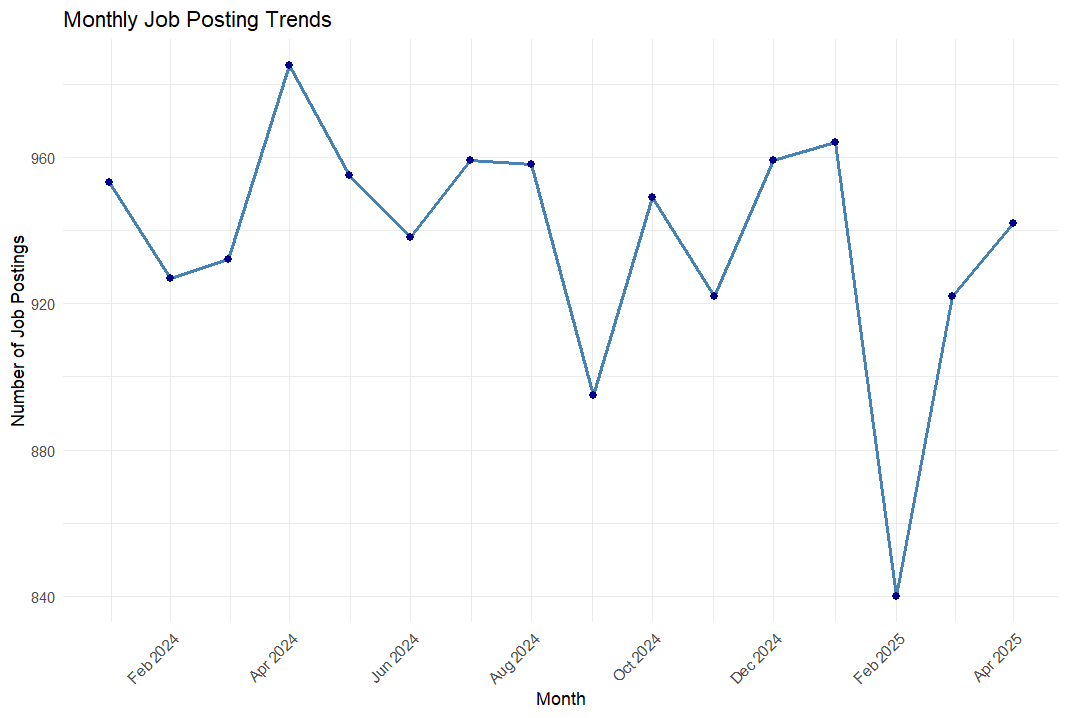 Monthly Job Posting Trends
Number of Job Postings
960
920
880
840
Feb 2024
Apr 2024
Jun 2024
Aug 2024
Oct 2024
Dec 2024
Feb 2025
Apr 2025
Month